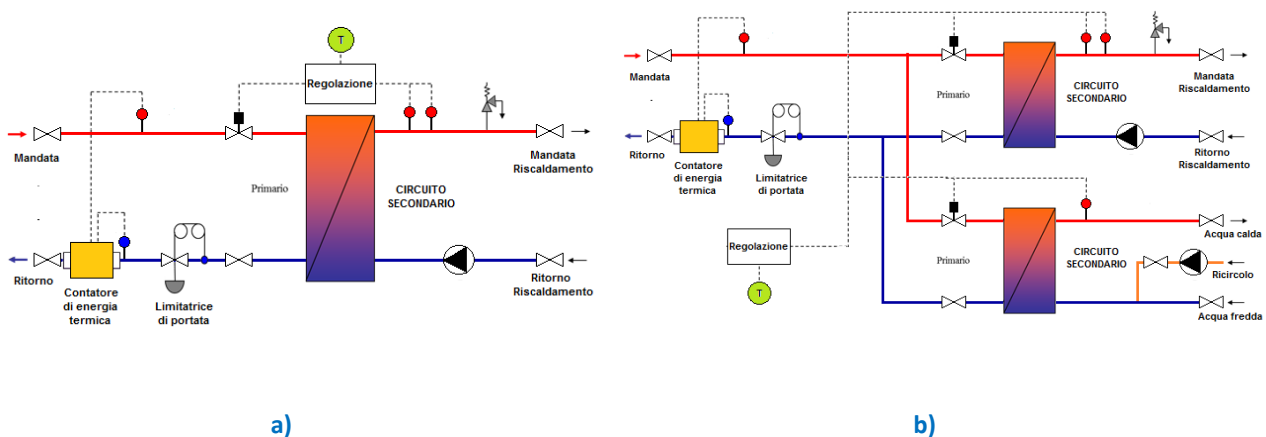 T
Regolazione
Mandata
Primario
CIRCUITO
SECONDARIO
Mandata
Riscaldamento
Ritorno
Contatore
di energia
termica
Limitatrice
di portata
Ritorno
Riscaldamento
a)
Mandata
Primario
CIRCUITO
SECONDARIO
Mandata
Riscaldamento
Ritorno
Contatore
di energia
termica
Limitatrice
di portata
Ritorno
Riscaldamento
Regolazione
T
Primario
CIRCUITO
SECONDARIO
Acqua calda
Ricircolo
Acqua fredda
b)